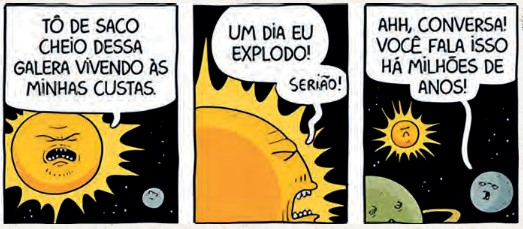 TÔ DE SACO
CHEIO DESSA
GALERA VIVENDO ÀS
MINHAS CUSTAS.
UM DIA EU
EXPLODO!
SERIÃO!
AHH, CONVERSA!
VOCÊ FALA ISSO
HÁ MILHÕES DE
ANOS!